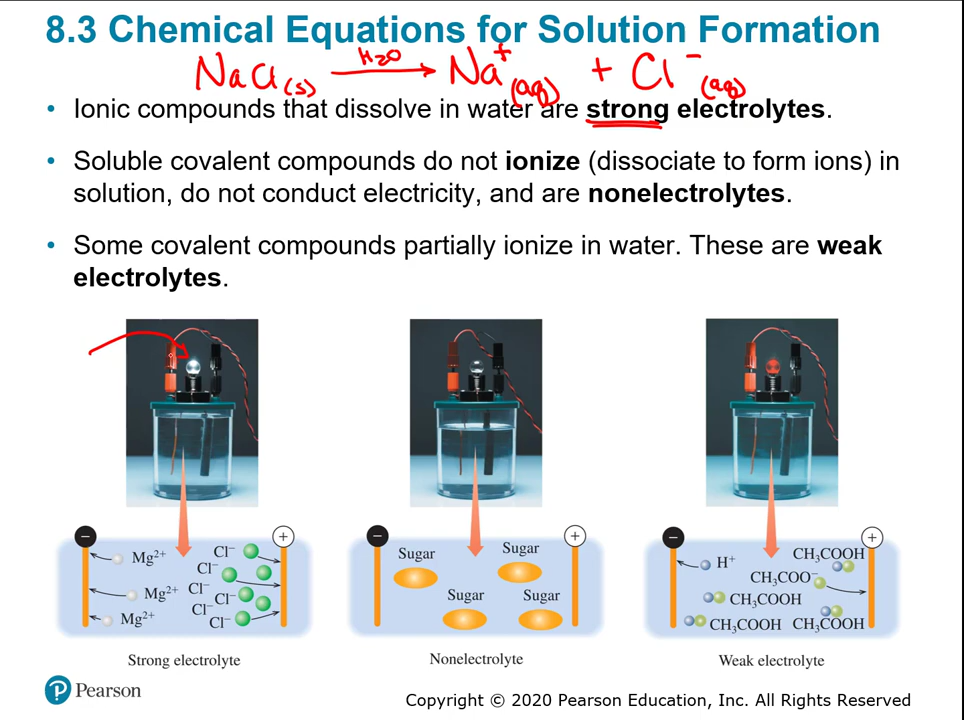 8.3 Chemical Equations for Solution Formation
NaCl(s) H₂O → Na⁺(aq) + Cl⁻(aq)
• Ionic compounds that dissolve in water are strong electrolytes.
• Soluble covalent compounds do not ionize (dissociate to form ions) in
solution, do not conduct electricity, and are nonelectrolytes.
• Some covalent compounds partially ionize in water. These are weak
electrolytes.
− +
Mg²⁺ Cl⁻
Cl⁻
Mg²⁺ Cl⁻
Cl⁻
Mg²⁺ Cl⁻
Cl⁻
Strong electrolyte
− +
Sugar Sugar
Sugar Sugar
Nonelectrolyte
− +
H⁺ CH₃COOH
CH₃COO⁻
CH₃COOH
CH₃COOH CH₃COOH
Weak electrolyte
P Pearson
Copyright © 2020 Pearson Education, Inc. All Rights Reserved